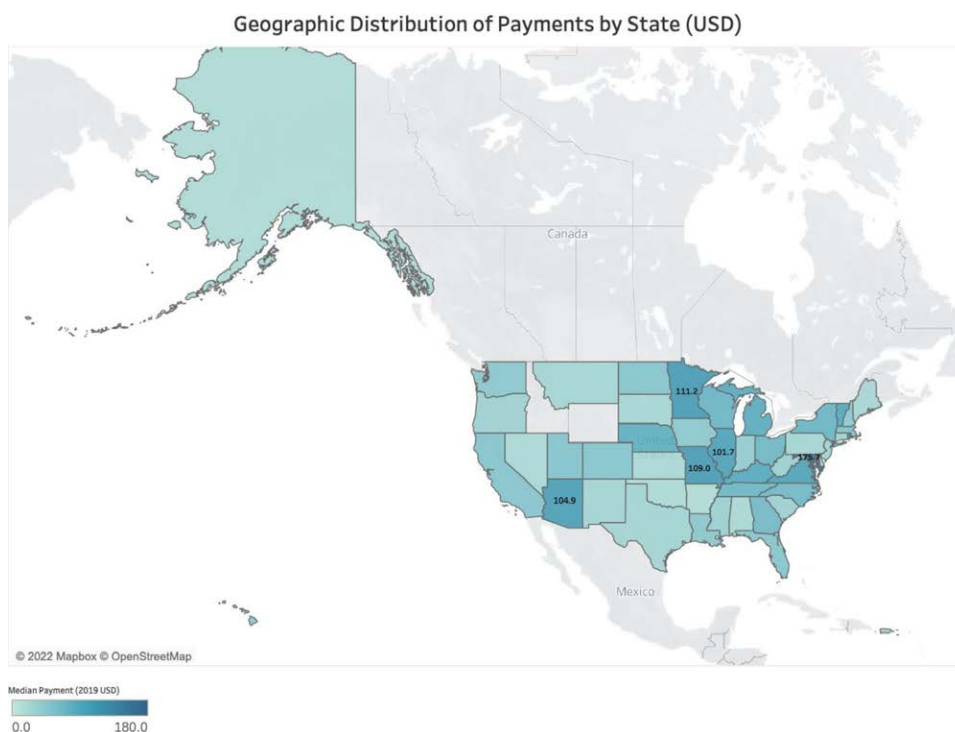 Geographic Distribution of Payments by State (USD)
Canada
111.2
United
101.7
175.7
109.0
104.9
Mexico
© 2022 Mapbox © OpenStreetMap
Median Payment (2019 USD)
0.0 180.0